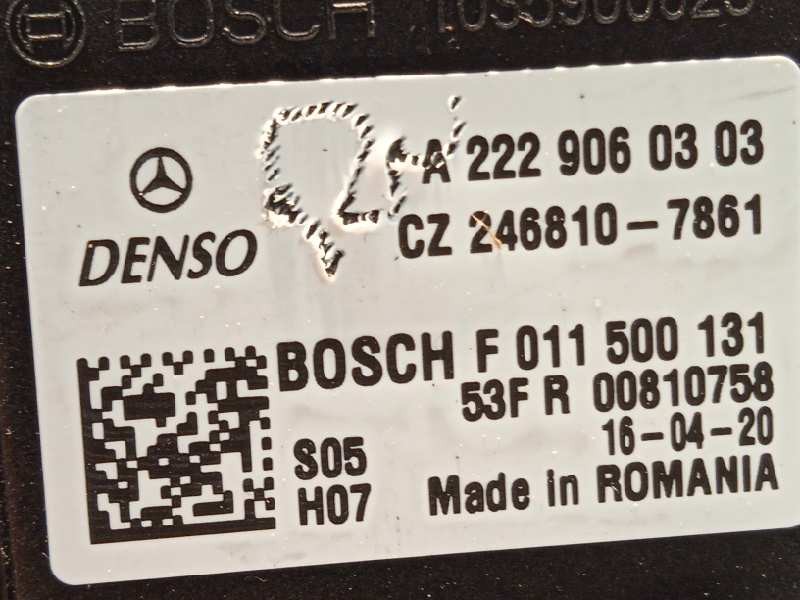 BOSCH
A 222 906 03 03
DENSO
CZ 246810-7861
BOSCH F 011 500 131
53F R 00810758
16-04-20
S05
H07
Made in ROMANIA